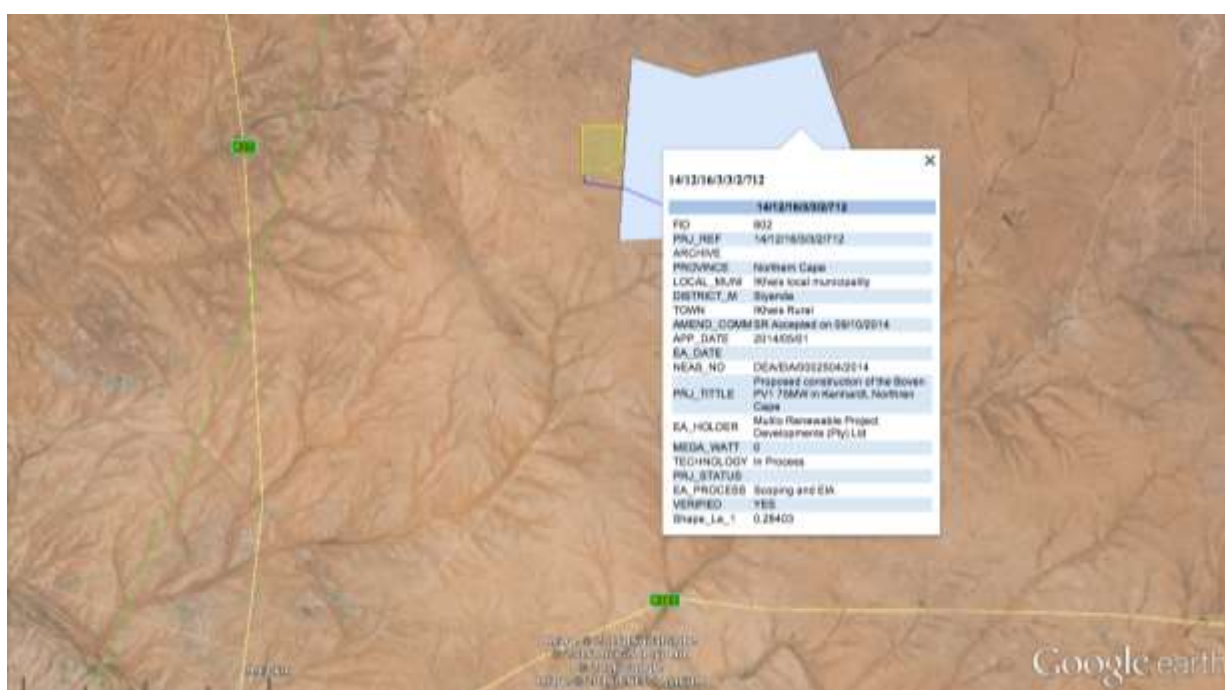 14/12/16/3/3/2/712
14/12/16/3/3/2/712
FID 602
PRJ_REF 14/12/16/3/3/2/712
ARCHIVE
PROVINCE Northern Cape
LOCAL_MUNI !Kheis local municipality
DISTRICT_M Siyanda
TOWN !Kheis Rural
AMEND_COMM SR Accepted on 09/10/2014
APP_DATE 2014/05/01
EA_DATE
NEAS_NO DEA/EIA/0002504/2014
PRJ_TITTLE Proposed construction of the Boven
PV1 75MW in Kenhardt, Northern
Cape
EA_HOLDER Mulilo Renewable Project
Developments (Pty) Ltd
MEGA_WATT 0
TECHNOLOGY In Process
PRJ_STATUS
EA_PROCESS Scoping and EIA
VERIFIED YES
Shape_Le_1 0.28403
Google earth